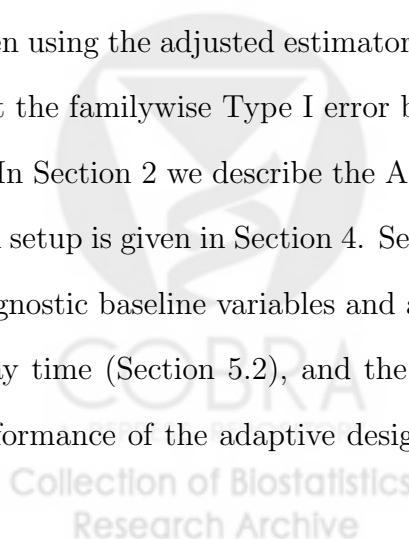 en using the adjusted estimator
t the familywise Type I error b
In Section 2 we describe the A
setup is given in Section 4. Se
gnostic baseline variables and a
y time (Section 5.2), and the
COBRA
formance of the adaptive desig
Collection of Biostatistics
Research Archive